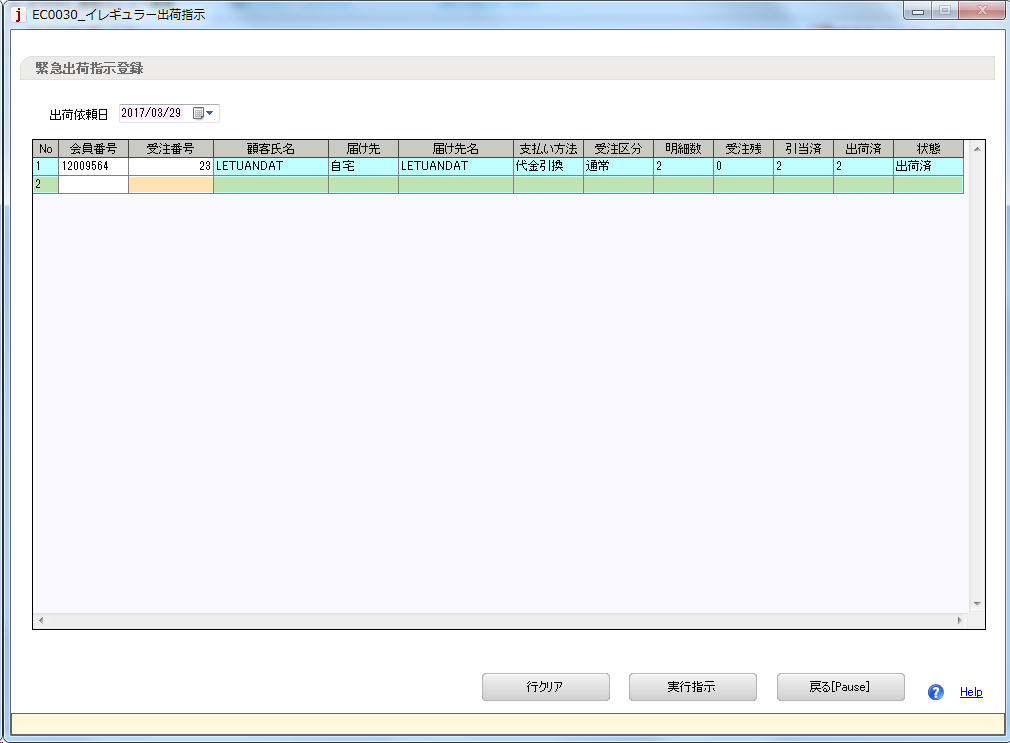 j EC0030_イレギュラー出荷指示
緊急出荷指示登録
出荷依頼日 2017/03/29
No 会員番号 受注番号 顧客氏名 届け先 届け先名 支払い方法 受注区分 明細数 受注残 引当済 出荷済 状態
1 12009564 23 LETUANDAT 自宅 LETUANDAT 代金引換 通常 2 0 2 2 出荷済
2
行クリア 実行指示 戻る[Pause] ? Help